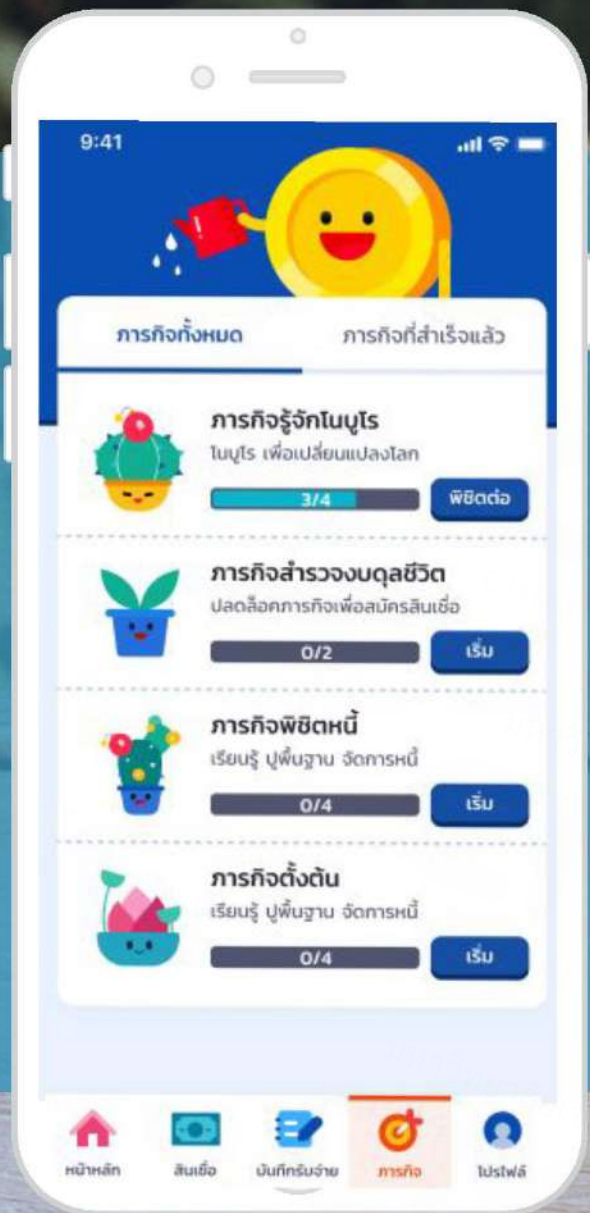 9:41
ภารกิจทั้งหมด
ภารกิจที่สำเร็จแล้ว
ภารกิจรู้จักโนบูโร
โนบูโร เพื่อเปลี่ยนแปลงโลก
3/4
พิชิตต่อ
ภารกิจสำรวจงบดุลชีวิต
ปลดล็อคภารกิจเพื่อสมัครสินเชื่อ
0/2
เริ่ม
ภารกิจพิชิตหนี้
เรียนรู้ ปูพื้นฐาน จัดการหนี้
0/4
เริ่ม
ภารกิจตั้งต้น
เรียนรู้ ปูพื้นฐาน จัดการหนี้
0/4
เริ่ม
หน้าหลัก
สินเชื่อ
บันทึกรับจ่าย
ภารกิจ
โปรไฟล์